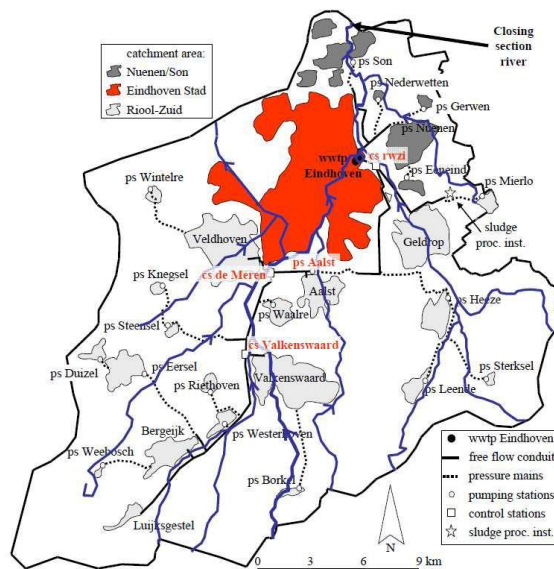 catchment area:
Nuenen/Son
Eindhoven Stad
Riool-Zuid
Closing
section
river
ps Son
ps Nederwetten
ps Gerwen
ps Nuenen
cs rwzi
wwtp
Eindhoven
ps Eeneind
ps Mierlo
sludge
proc. inst.
ps Wintelre
Veldhoven
Geldrop
ps Aalst
cs de Meren
ps Knegsel
Aalst
ps Heeze
ps Waalre
ps Steensel
cs Valkenswaard
ps Duizel
ps Eersel
ps Riethoven
Valkenswaard
ps Sterksel
ps Leende
Bergeijk
ps Westerhoven
ps Weebosch
ps Borkel
Luijksgestel
wwtp Eindhoven
free flow conduit
pressure mains
pumping stations
control stations
sludge proc. inst.
N
0 3 6 9 km